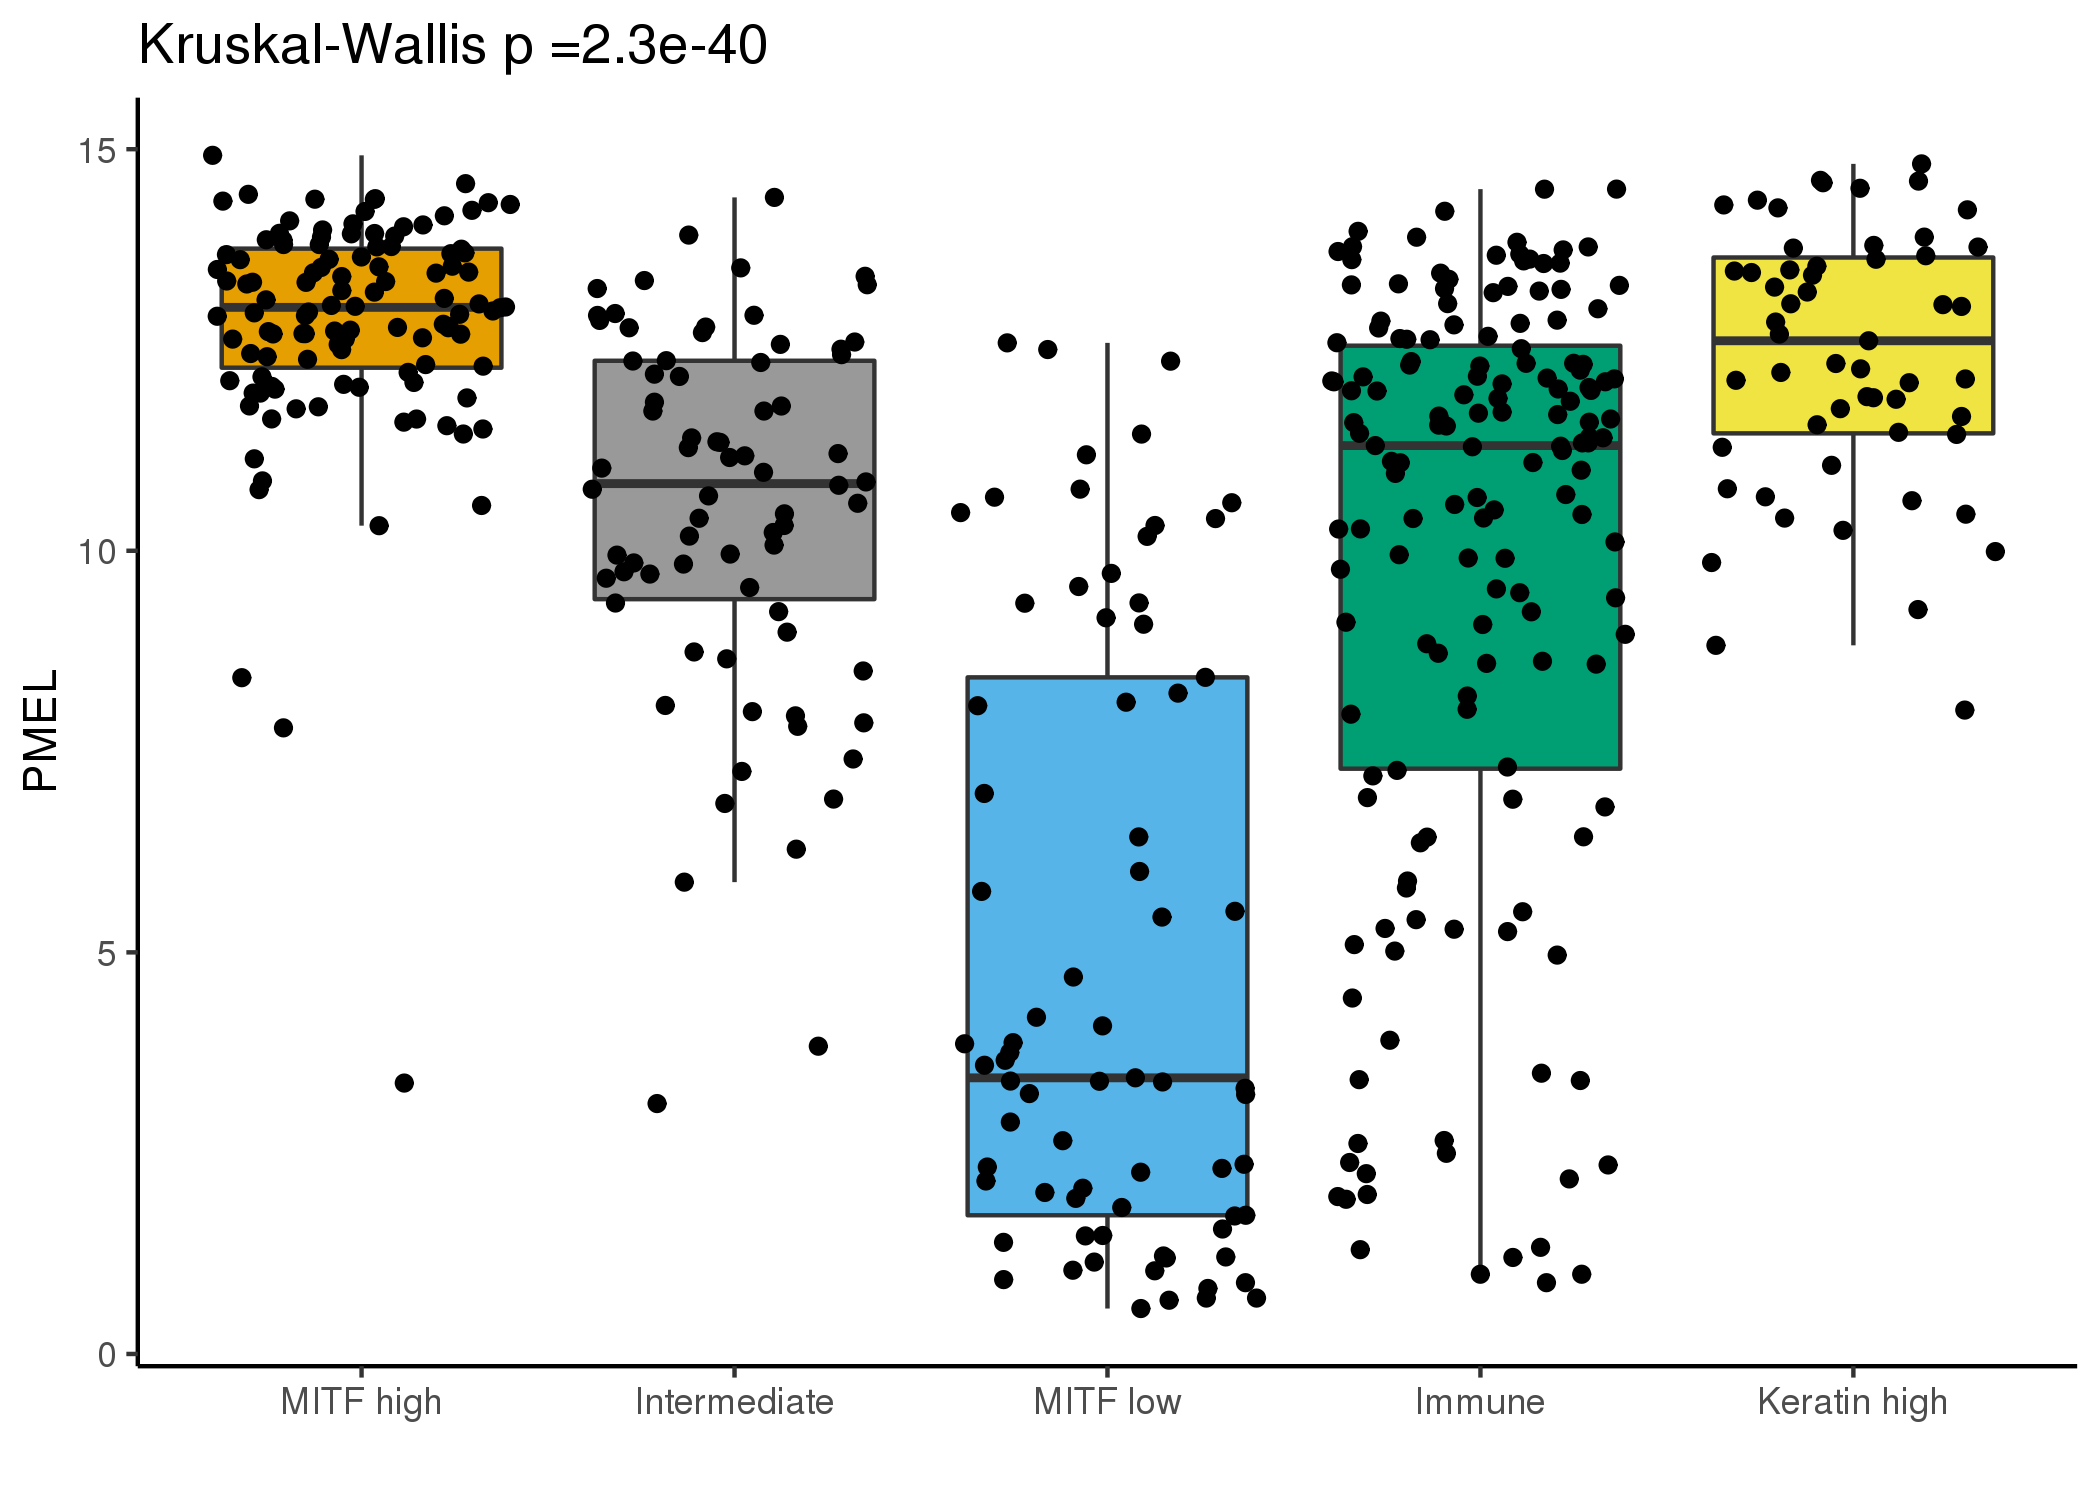 Kruskal-Wallis p =2.3e-40
PMEL
15
10
5
0
MITF high
Intermediate
MITF low
Immune
Keratin high